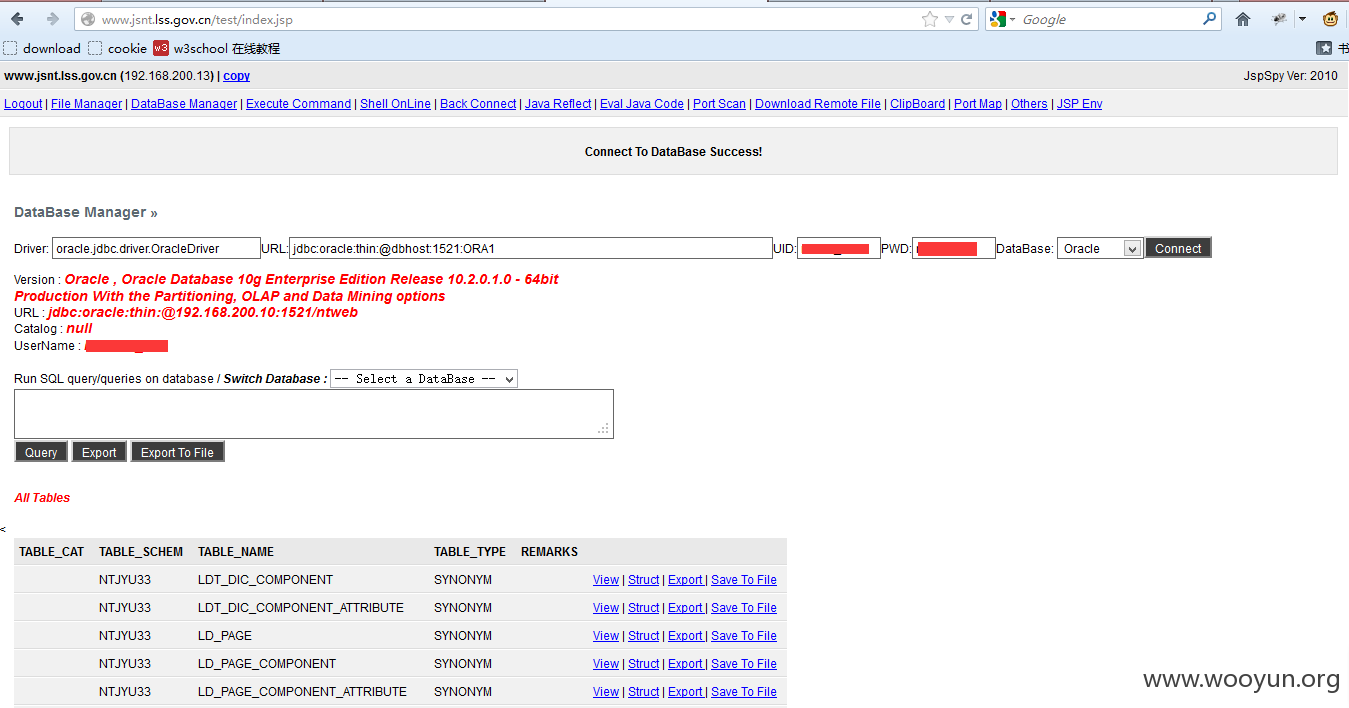 www.jsnt.lss.gov.cn/test/index.jsp Google
download cookie w3 w3school 在线教程 书
www.jsnt.lss.gov.cn (192.168.200.13) | copy JspSpy Ver: 2010
Logout | File Manager | DataBase Manager | Execute Command | Shell OnLine | Back Connect | Java Reflect | Eval Java Code | Port Scan | Download Remote File | ClipBoard | Port Map | Others | JSP Env
Connect To DataBase Success!
DataBase Manager »
Driver: oracle.jdbc.driver.OracleDriver URL: jdbc:oracle:thin:@dbhost:1521:ORA1 UID: PWD: DataBase: Oracle Connect
Version : Oracle , Oracle Database 10g Enterprise Edition Release 10.2.0.1.0 - 64bit
Production With the Partitioning, OLAP and Data Mining options
URL : jdbc:oracle:thin:@192.168.200.10:1521/ntweb
Catalog : null
UserName :
Run SQL query/queries on database / Switch Database : -- Select a DataBase --
Query Export Export To File
All Tables
<
TABLE_CAT TABLE_SCHEM TABLE_NAME TABLE_TYPE REMARKS
NTJYU33 LDT_DIC_COMPONENT SYNONYM View | Struct | Export | Save To File
NTJYU33 LDT_DIC_COMPONENT_ATTRIBUTE SYNONYM View | Struct | Export | Save To File
NTJYU33 LD_PAGE SYNONYM View | Struct | Export | Save To File
NTJYU33 LD_PAGE_COMPONENT SYNONYM View | Struct | Export | Save To File
NTJYU33 LD_PAGE_COMPONENT_ATTRIBUTE SYNONYM View | Struct | Export | Save To File
www.wooyun.org